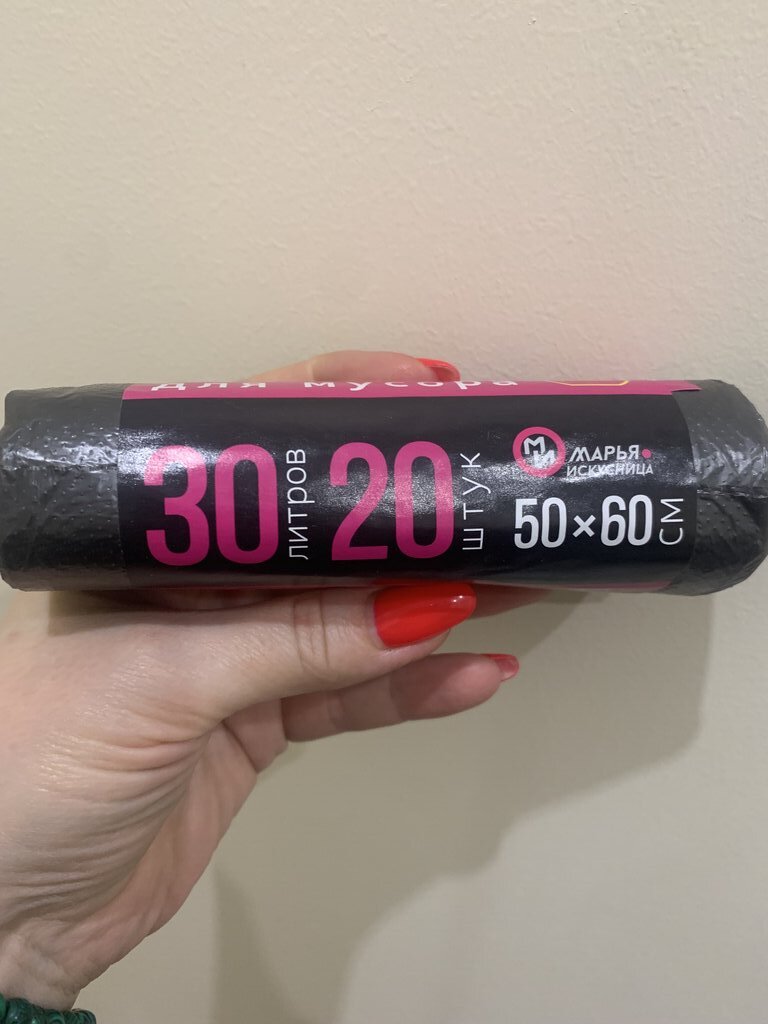 для мусора
30 литров
20 штук
МИ
МАРЬЯ
ИСКУСНИЦА
50×60 СМ